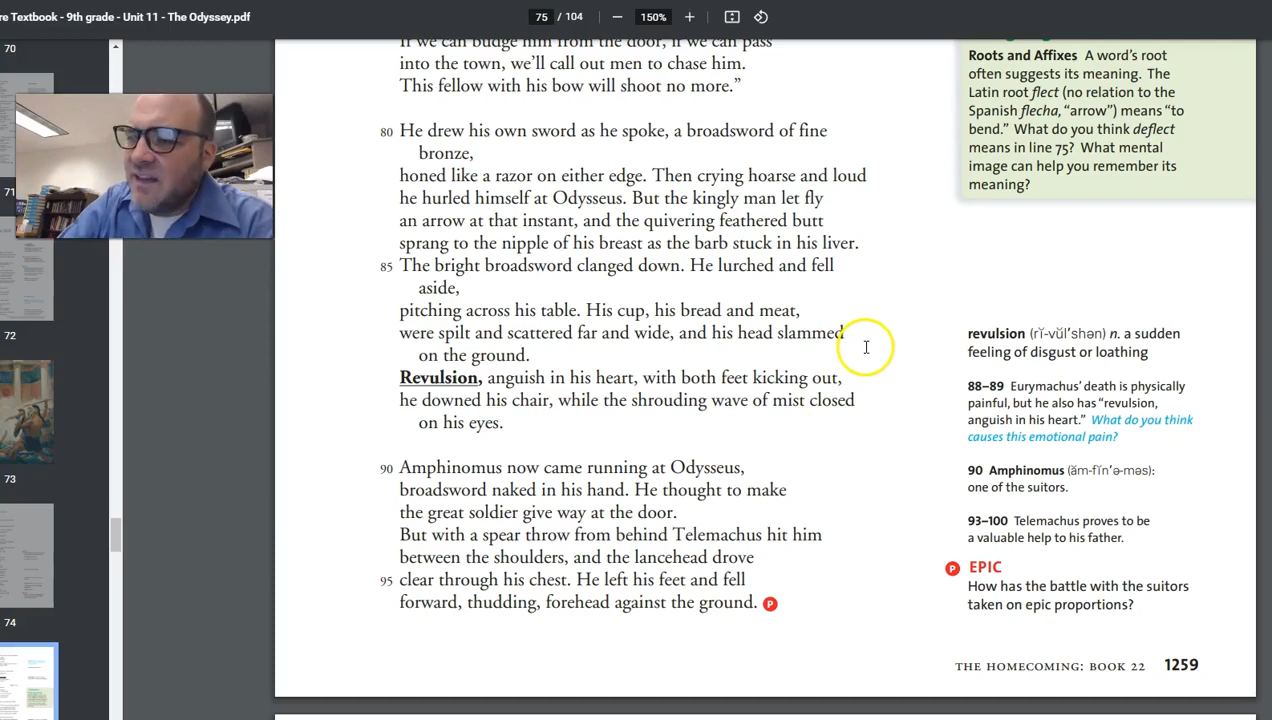 re Textbook - 9th grade - Unit 11 - The Odyssey.pdf
75 / 104
150%
70
71
72
73
74
If we can budge him from the door, if we can pass
into the town, we'll call out men to chase him.
This fellow with his bow will shoot no more.”
80 He drew his own sword as he spoke, a broadsword of fine
bronze,
honed like a razor on either edge. Then crying hoarse and loud
he hurled himself at Odysseus. But the kingly man let fly
an arrow at that instant, and the quivering feathered butt
sprang to the nipple of his breast as the barb stuck in his liver.
85 The bright broadsword clanged down. He lurched and fell
aside,
pitching across his table. His cup, his bread and meat,
were spilt and scattered far and wide, and his head slammed
on the ground.
Revulsion, anguish in his heart, with both feet kicking out,
he downed his chair, while the shrouding wave of mist closed
on his eyes.
90 Amphinomus now came running at Odysseus,
broadsword naked in his hand. He thought to make
the great soldier give way at the door.
But with a spear throw from behind Telemachus hit him
between the shoulders, and the lancehead drove
95 clear through his chest. He left his feet and fell
forward, thudding, forehead against the ground. P
Roots and Affixes A word's root
often suggests its meaning. The
Latin root flect (no relation to the
Spanish flecha, “arrow”) means “to
bend.” What do you think deflect
means in line 75? What mental
image can help you remember its
meaning?
revulsion (rĭ-vŭl′shən) n. a sudden
feeling of disgust or loathing
88–89 Eurymachus' death is physically
painful, but he also has “revulsion,
anguish in his heart.” What do you think
causes this emotional pain?
90 Amphinomus (ăm-fĭn′ə-məs):
one of the suitors.
93–100 Telemachus proves to be
a valuable help to his father.
P EPIC
How has the battle with the suitors
taken on epic proportions?
THE HOMECOMING: BOOK 22 1259